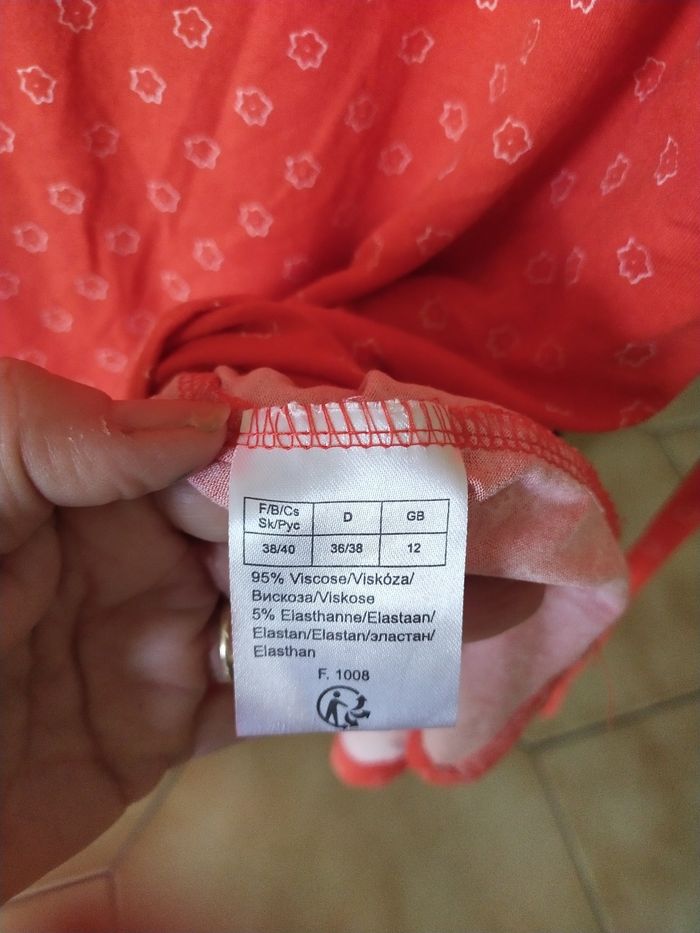 F/B/Cs D GB
Sk/Рус
38/40 36/38 12
95% Viscose/Viskóza/
Вискоза/Viskose
5% Elasthanne/Elastaan/
Elastan/Elastan/эластан/
Elasthan
F. 1008